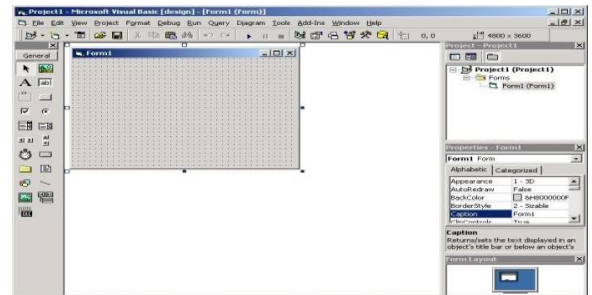 Project1 - Microsoft Visual Basic [design] - [Form1 (Form)]
File Edit View Project Format Debug Run Query Diagram Tools Add-Ins Window Help
0, 0 4800 x 3600
General
Form1
Project - Project1
Project1 (Project1)
Forms
Form1 (Form1)
Properties - Form1
Form1 Form
Alphabetic Categorized
Appearance 1 - 3D
AutoRedraw False
BackColor &H8000000F
BorderStyle 2 - Sizable
Caption Form1
ClipControls True
Caption
Returns/sets the text displayed in an
object's title bar or below an object's
Form Layout